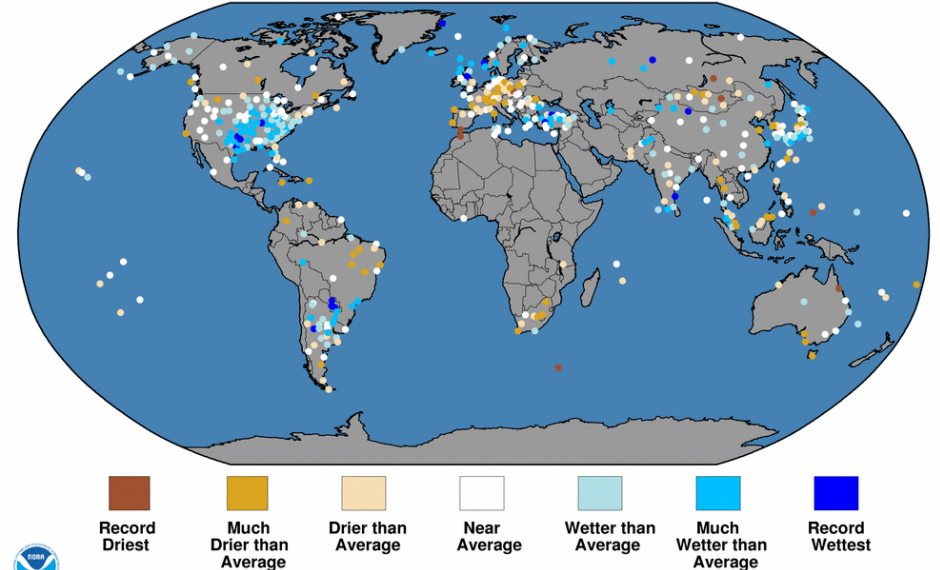 Record
Driest
Much
Drier than
Average
Drier than
Average
Near
Average
Wetter than
Average
Much
Wetter than
Average
Record
Wettest
NOAA